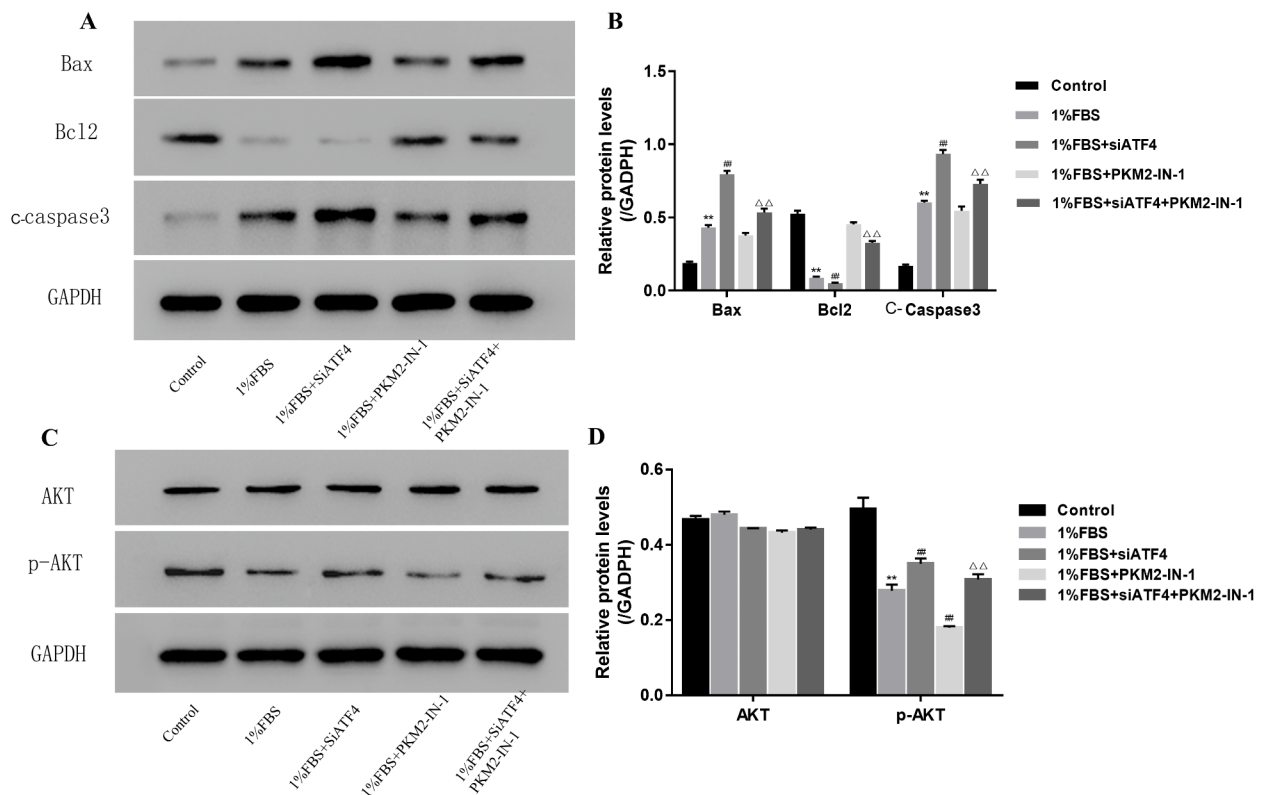 A
Bax
Bcl2
c-caspase3
GAPDH
Control
1%FBS
1%FBS+SiATF4
1%FBS+PKM2-IN-1
1%FBS+SiATF4+
PKM2-IN-1
B
Relative protein levels
(/GADPH)
1.5
1.0
0.5
0.0
**
##
△△
**
##
△△
**
##
△△
Bax
Bcl2
C-Caspase3
Control
1%FBS
1%FBS+siATF4
1%FBS+PKM2-IN-1
1%FBS+siATF4+PKM2-IN-1
C
AKT
p-AKT
GAPDH
Control
1%FBS
1%FBS+SiATF4
1%FBS+PKM2-IN-1
1%FBS+SiATF4+
PKM2-IN-1
D
Relative protein levels
(/GADPH)
0.6
0.4
0.2
0.0
**
##
##
△△
AKT
p-AKT
Control
1%FBS
1%FBS+siATF4
1%FBS+PKM2-IN-1
1%FBS+siATF4+PKM2-IN-1